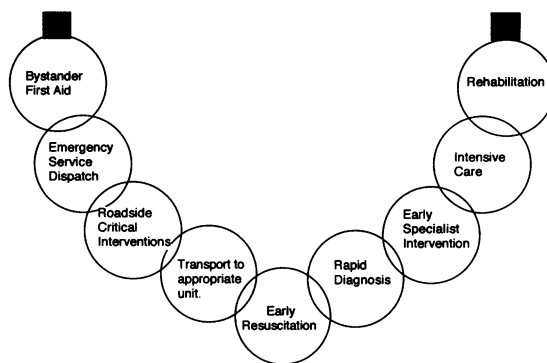 Bystander
First Aid
Emergency
Service
Dispatch
Roadside
Critical
Interventions
Transport to
appropriate
unit.
Early
Resuscitation
Rapid
Diagnosis
Early
Specialist
Intervention
Intensive
Care
Rehabilitation